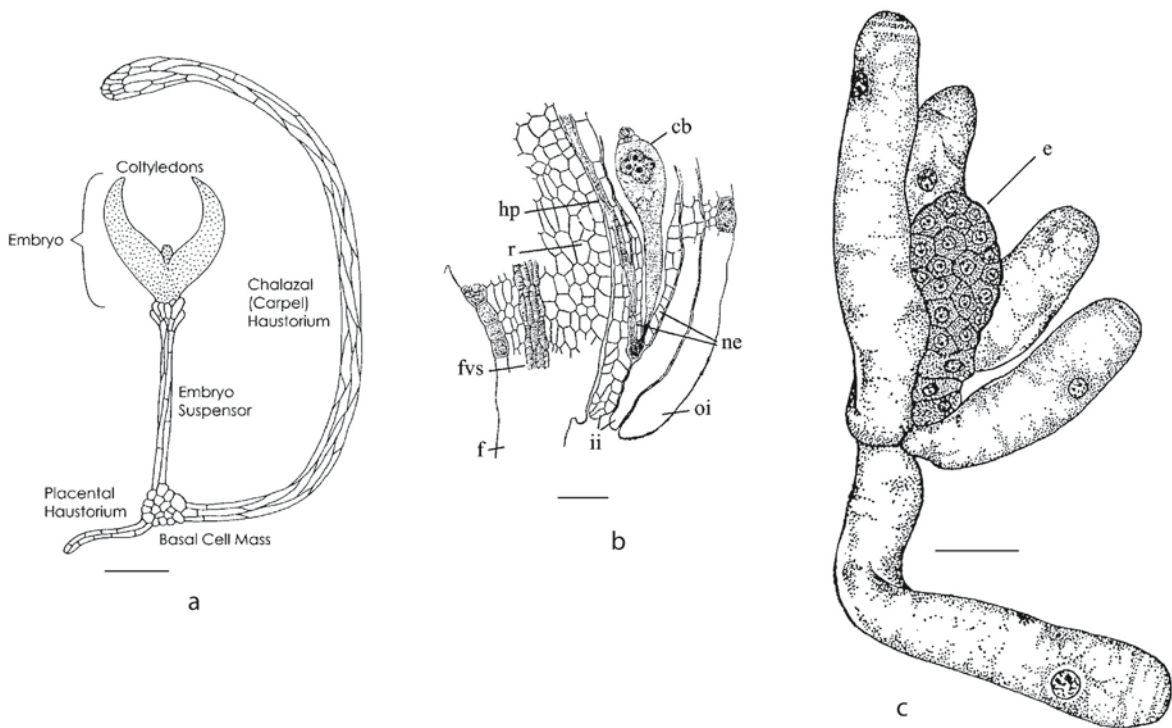 Coltyledons
Embryo
Chalazal
(Carpel)
Haustorium
Embryo
Suspensor
Placental
Haustorium
Basal Cell Mass
a
cb
hp
r
ne
fvs
oi
f
ii
b
e
c